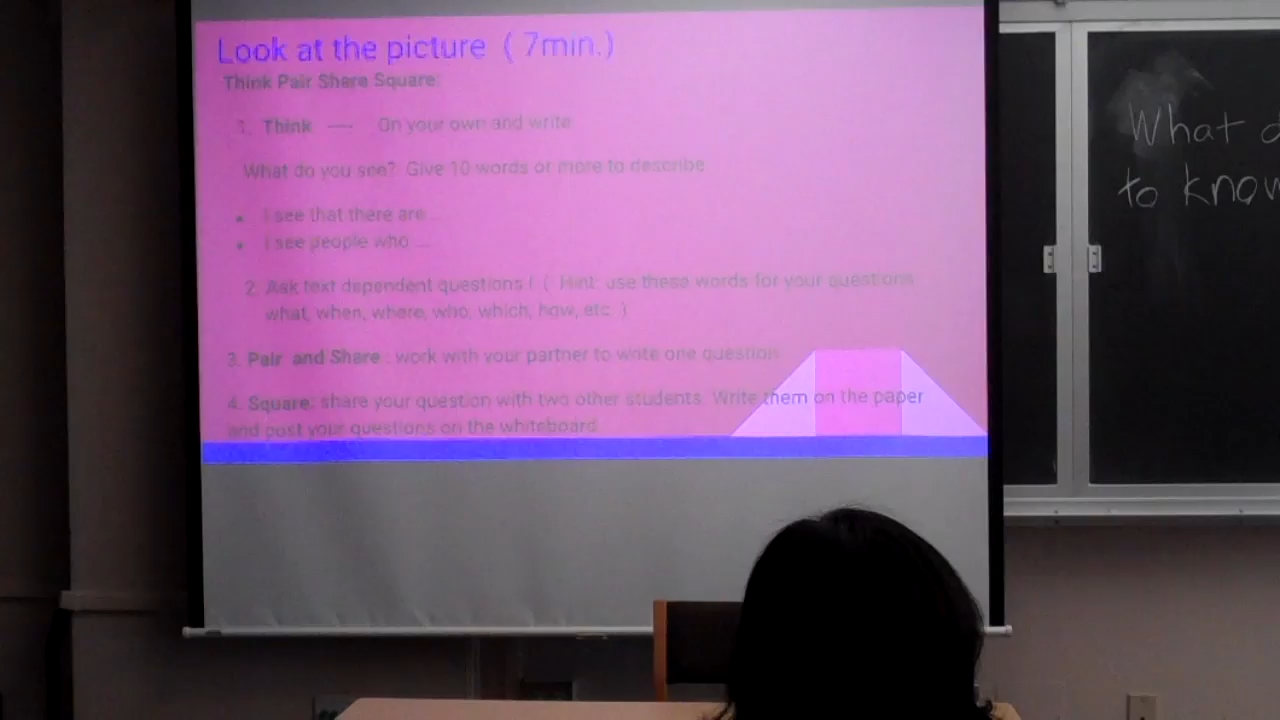 Look at the picture ( 7min.)
Think Pair Share Square:
1. Think — On your own and write
What do you see? Give 10 words or more to describe.
• I see that there are ...
• I see people who ....
2. Ask text dependent questions ! ( Hint: use these words for your questions
what, when, where, who, which, how, etc. )
3. Pair and Share : work with your partner to write one question
4. Square: share your question with two other students. Write them on the paper
and post your questions on the whiteboard
What
to know